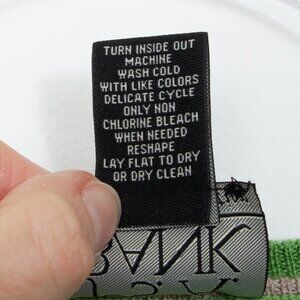 TURN INSIDE OUT
MACHINE
WASH COLD
WITH LIKE COLORS
DELICATE CYCLE
ONLY NON
CHLORINE BLEACH
WHEN NEEDED
RESHAPE
LAY FLAT TO DRY
OR DRY CLEAN